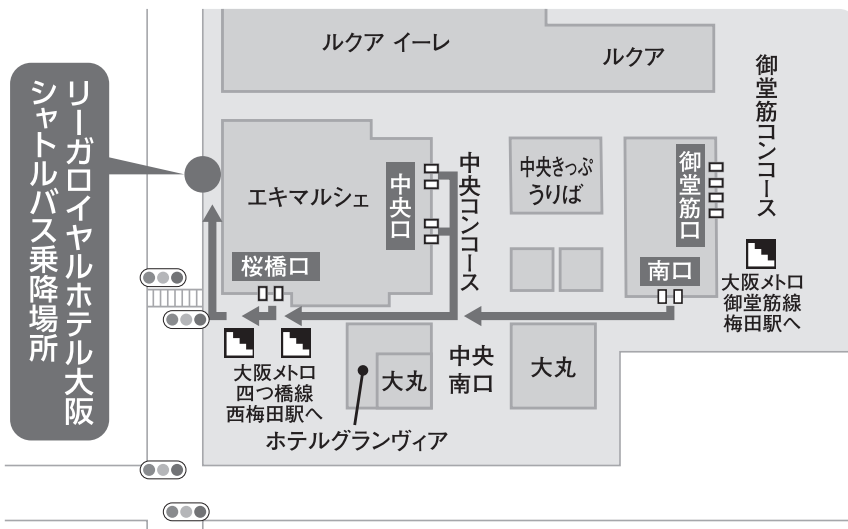 ルクア イーレ
ルクア
御堂筋コンコース
リーガロイヤルホテル大阪
シャトルバス乗降場所
エキマルシェ
中央口
中央コンコース
中央きっぷ
うりば
御堂筋口
桜橋口
南口
大阪メトロ
御堂筋線
梅田駅へ
大阪メトロ
四つ橋線
西梅田駅へ
大丸
中央
南口
大丸
ホテルグランヴィア